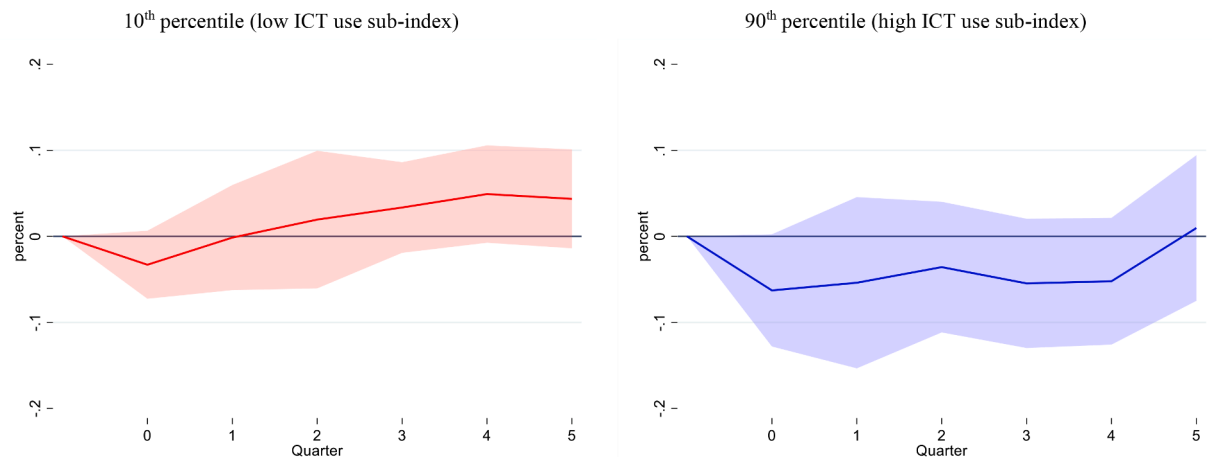 10th percentile (low ICT use sub-index)
percent
.2
.1
0
-.1
-.2
0 1 2 3 4 5
Quarter
90th percentile (high ICT use sub-index)
percent
.2
.1
0
-.1
-.2
0 1 2 3 4 5
Quarter